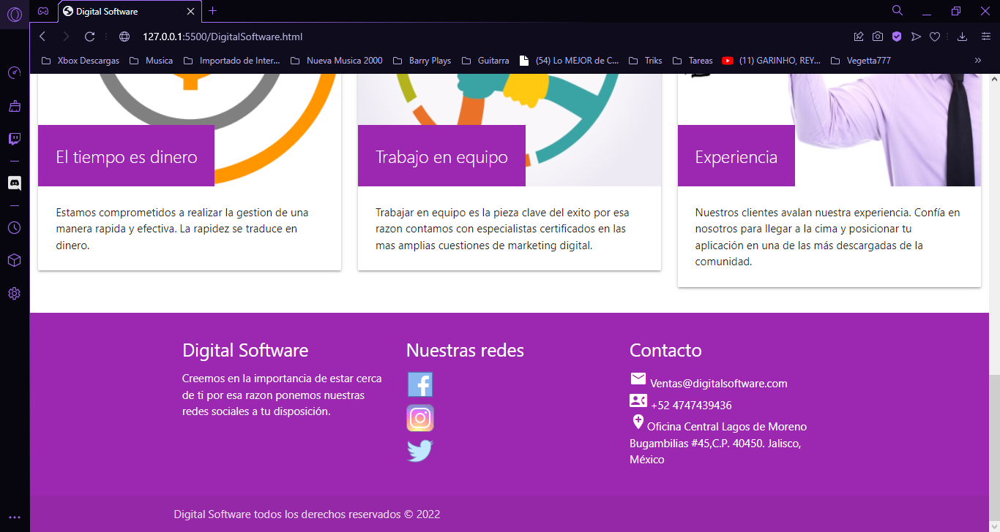 Digital Software
127.0.0.1:5500/DigitalSoftware.html
Xbox Descargas
Musica
Importado de Inter...
Nueva Musica 2000
Barry Plays
Guitarra
(54) Lo MEJOR de C...
Triks
Tareas
(11) GARINHO, REY...
Vegetta777
El tiempo es dinero
Estamos comprometidos a realizar la gestion de una
manera rapida y efectiva. La rapidez se traduce en
dinero.
Trabajo en equipo
Trabajar en equipo es la pieza clave del exito por esa
razon contamos con especialistas certificados en las
mas amplias cuestiones de marketing digital.
Experiencia
Nuestros clientes avalan nuestra experiencia. Confía en
nosotros para llegar a la cima y posicionar tu
aplicación en una de las más descargadas de la
comunidad.
Digital Software
Creemos en la importancia de estar cerca
de ti por esa razon ponemos nuestras
redes sociales a tu disposición.
Nuestras redes
Contacto
Ventas@digitalsoftware.com
+52 4747439436
Oficina Central Lagos de Moreno
Bugambilias #45,C.P. 40450. Jalisco,
México
Digital Software todos los derechos reservados © 2022